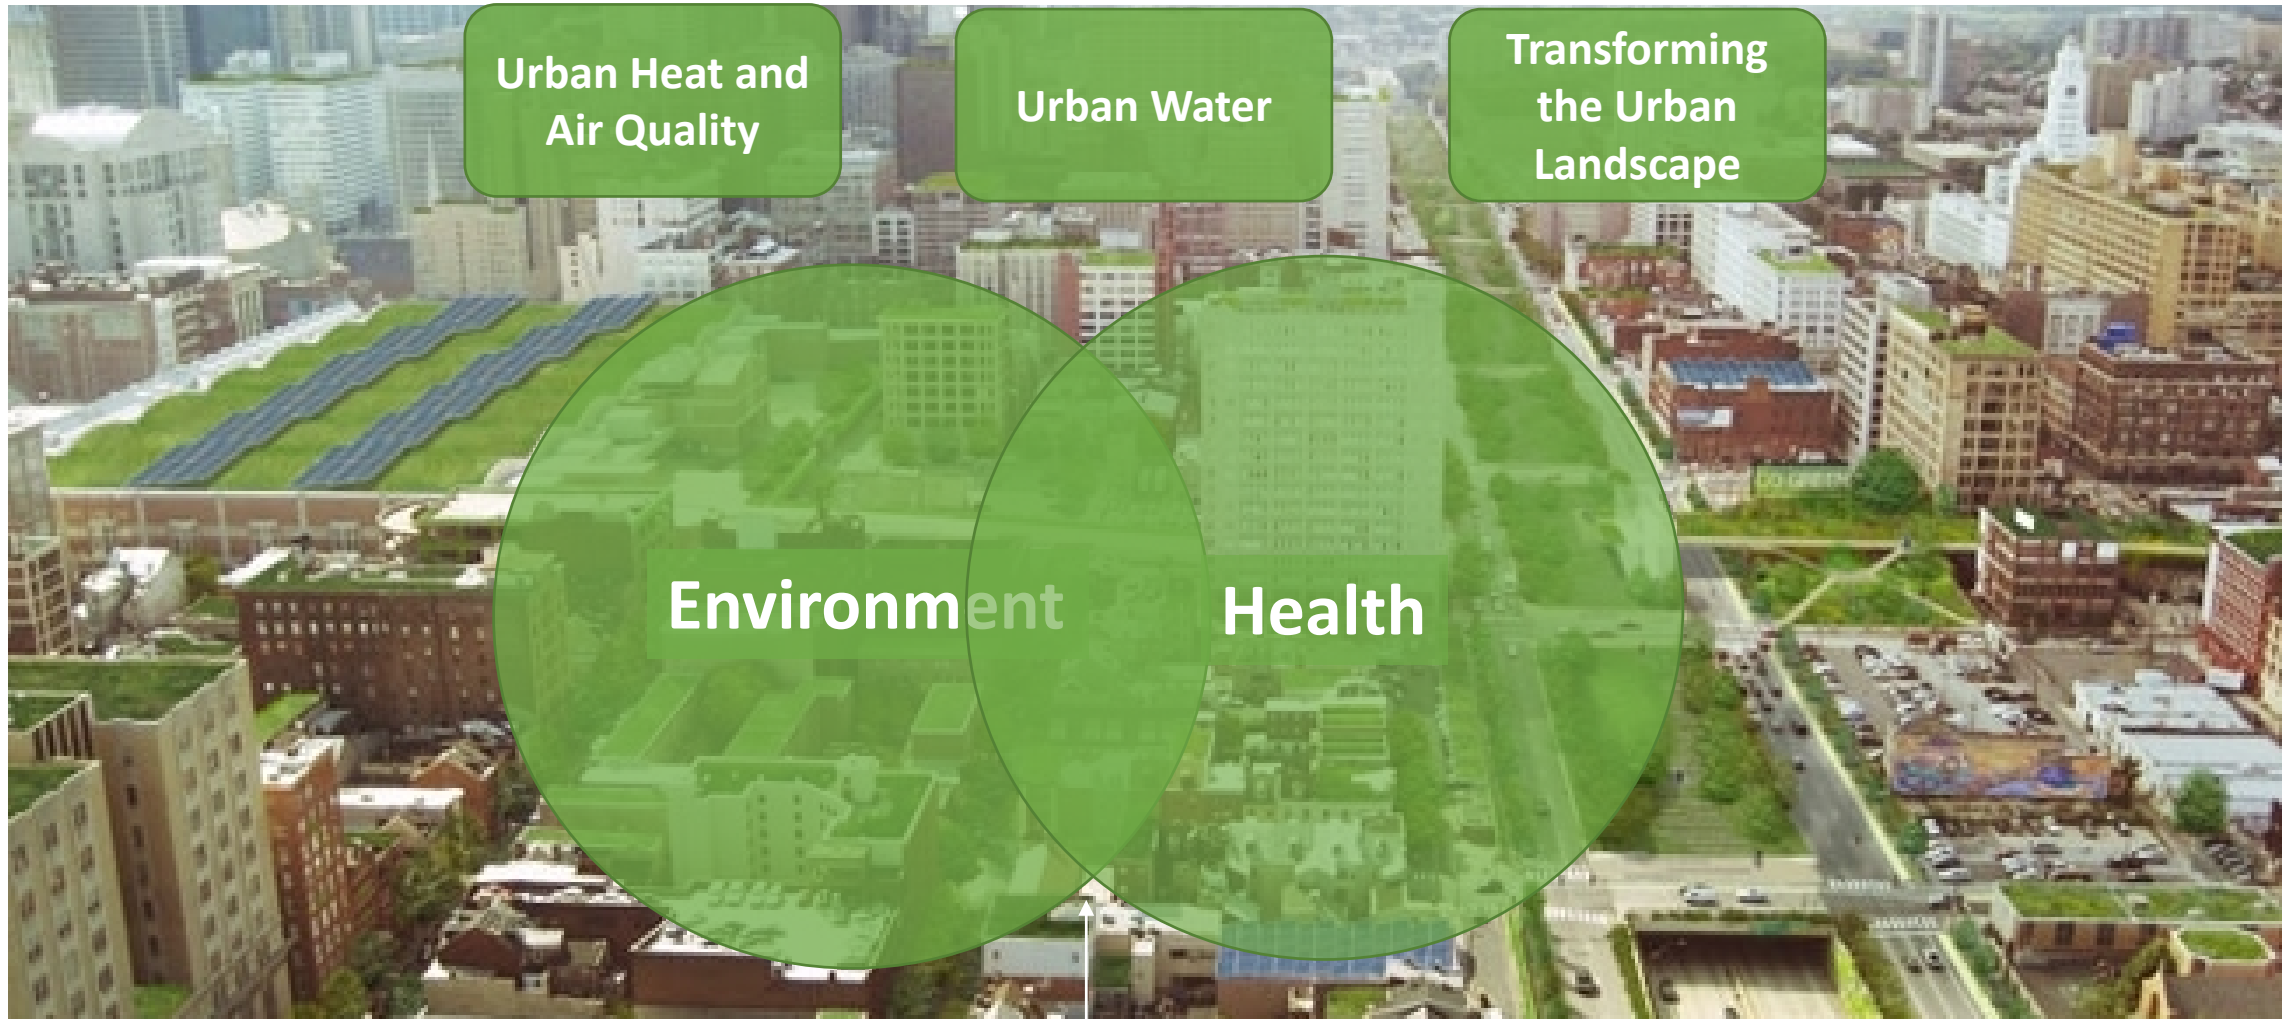 Urban Heat and
Air Quality
Urban Water
Transforming
the Urban
Landscape
Environment
Health